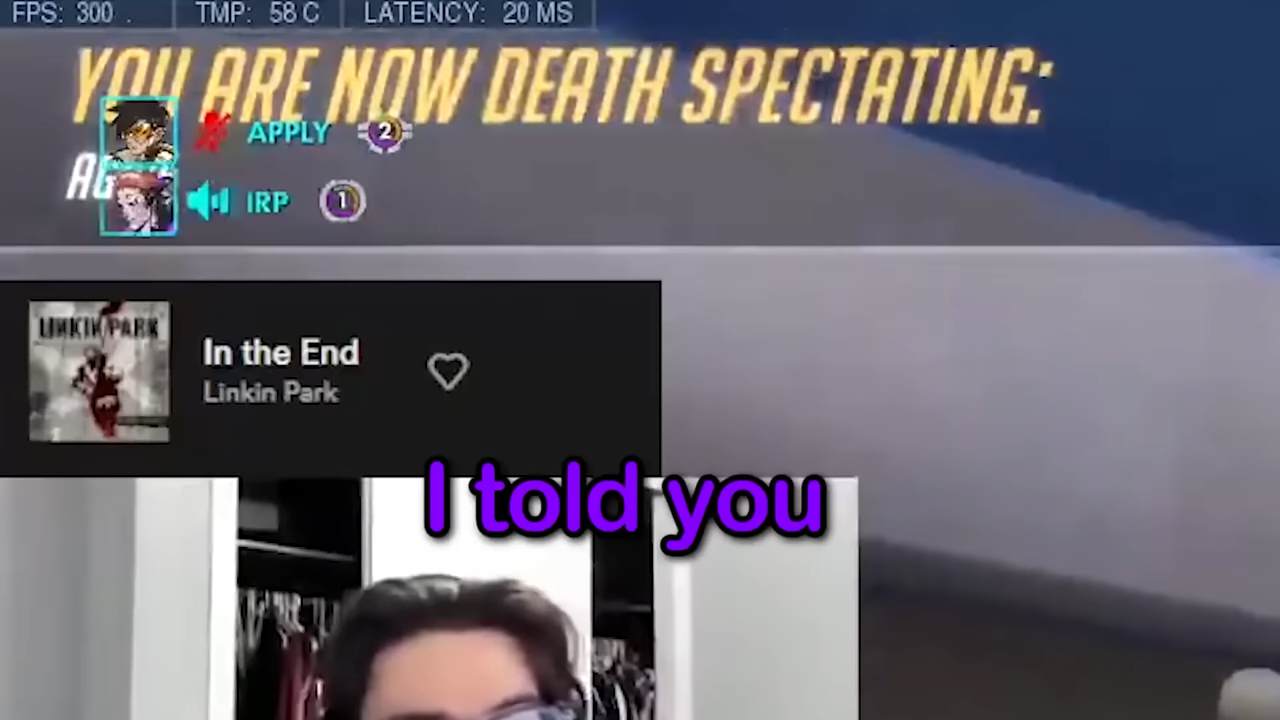 FPS: 300 . TMP: 58 C LATENCY: 20 MS
YOU ARE NOW DEATH SPECTATING:
APPLY 2
IRP 1
LINKIN PARK
In the End
Linkin Park
I told you